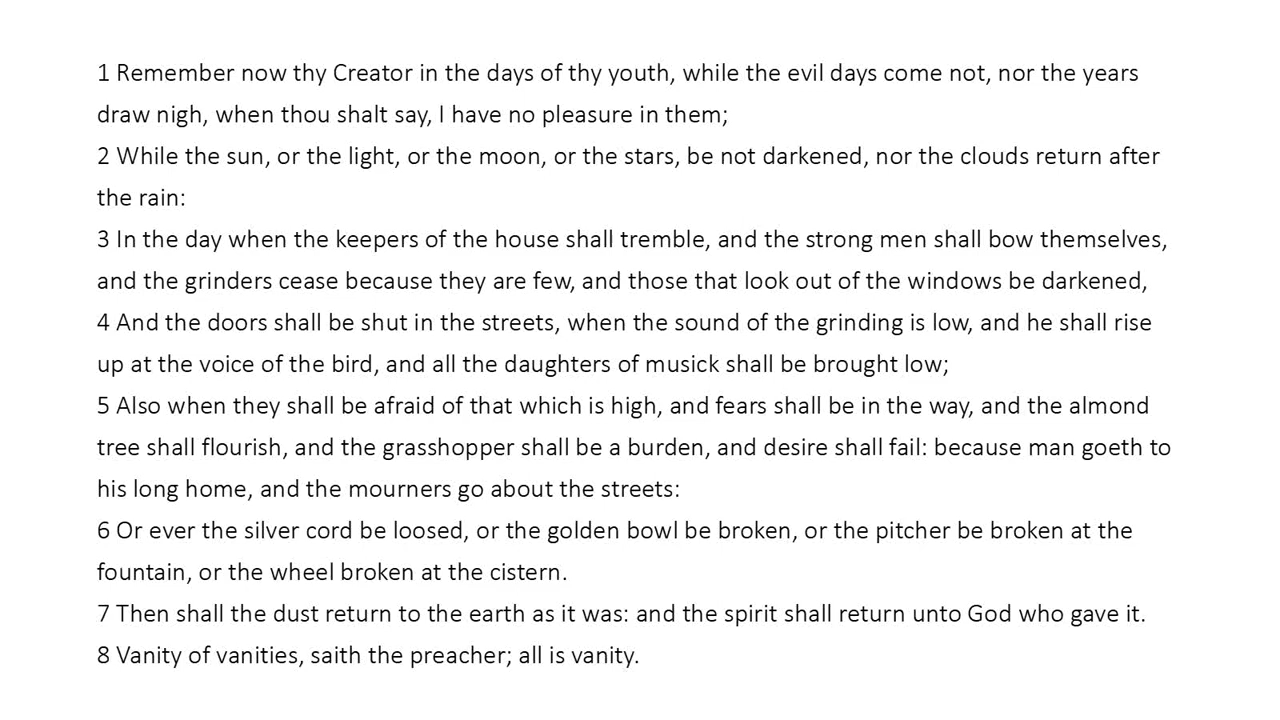 1 Remember now thy Creator in the days of thy youth, while the evil days come not, nor the years
draw nigh, when thou shalt say, I have no pleasure in them;
2 While the sun, or the light, or the moon, or the stars, be not darkened, nor the clouds return after
the rain:
3 In the day when the keepers of the house shall tremble, and the strong men shall bow themselves,
and the grinders cease because they are few, and those that look out of the windows be darkened,
4 And the doors shall be shut in the streets, when the sound of the grinding is low, and he shall rise
up at the voice of the bird, and all the daughters of musick shall be brought low;
5 Also when they shall be afraid of that which is high, and fears shall be in the way, and the almond
tree shall flourish, and the grasshopper shall be a burden, and desire shall fail: because man goeth to
his long home, and the mourners go about the streets:
6 Or ever the silver cord be loosed, or the golden bowl be broken, or the pitcher be broken at the
fountain, or the wheel broken at the cistern.
7 Then shall the dust return to the earth as it was: and the spirit shall return unto God who gave it.
8 Vanity of vanities, saith the preacher; all is vanity.